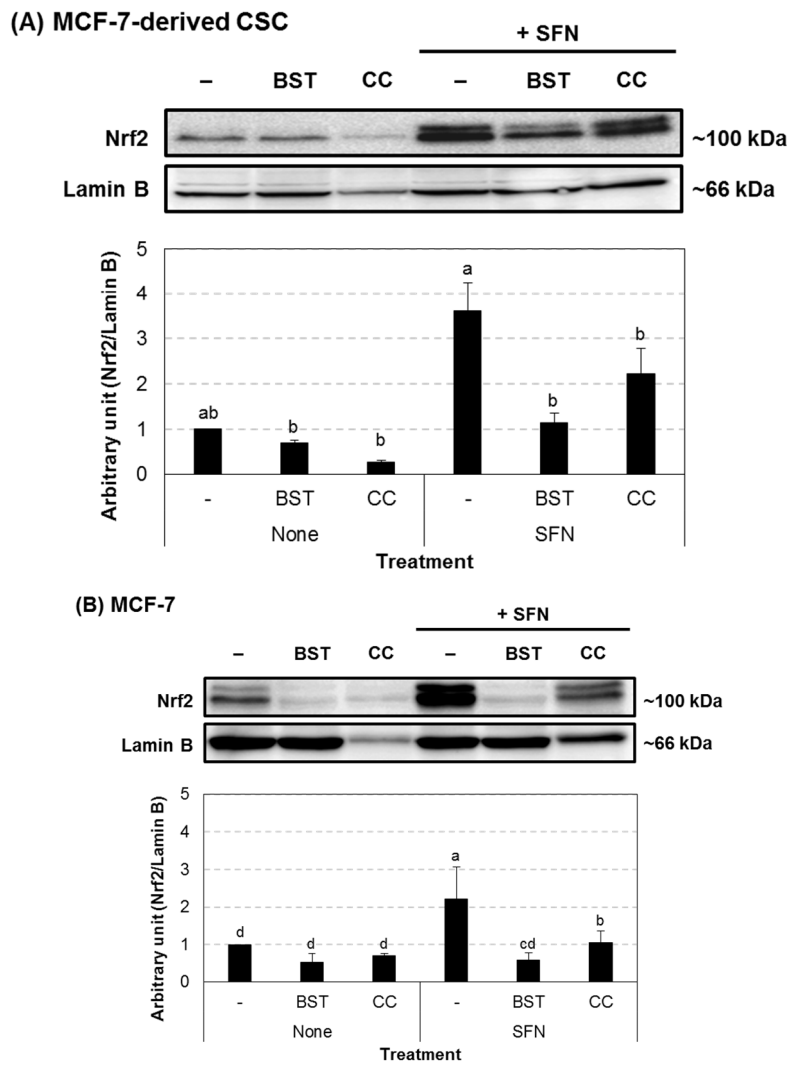 (A) MCF-7-derived CSC
+ SFN
– BST CC – BST CC
Nrf2 ~100 kDa
Lamin B ~66 kDa
Arbitrary unit (Nrf2/Lamin B)
5
4
3
2
1
0
ab b b a b b
- BST CC - BST CC
None SFN
Treatment
(B) MCF-7
+ SFN
– BST CC – BST CC
Nrf2 ~100 kDa
Lamin B ~66 kDa
Arbitrary unit (Nrf2/Lamin B)
5
4
3
2
1
0
d d d a cd b
- BST CC - BST CC
None SFN
Treatment